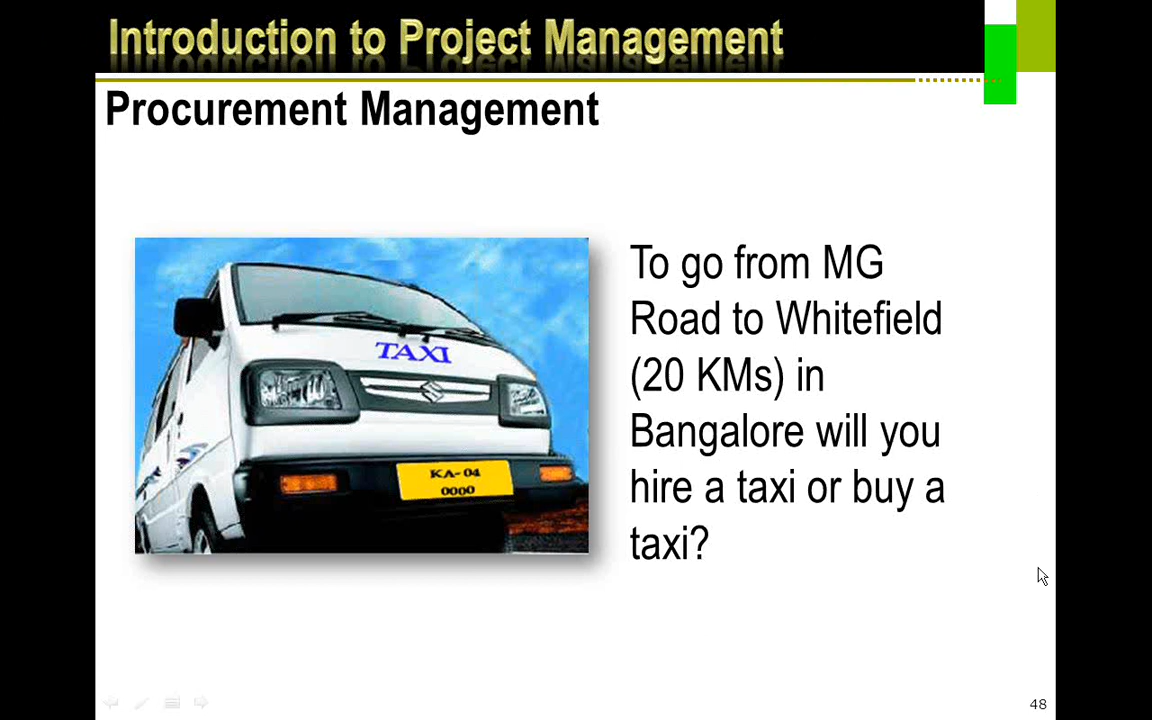 Introduction to Project Management
Procurement Management
TAXI
KA-04
0000
To go from MG
Road to Whitefield
(20 KMs) in
Bangalore will you
hire a taxi or buy a
taxi?
48